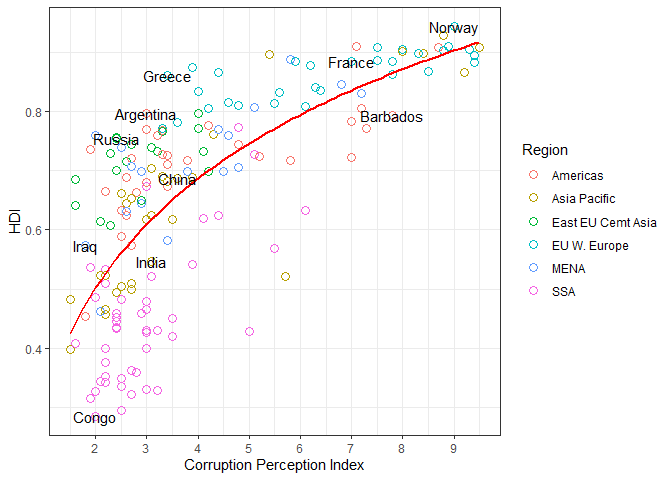 Norway
France
Greece
Argentina
Barbados
Russia
China
Iraq
India
Congo
0.8
0.6
0.4
HDI
2 3 4 5 6 7 8 9
Corruption Perception Index
Region
Americas
Asia Pacific
East EU Cemt Asia
EU W. Europe
MENA
SSA